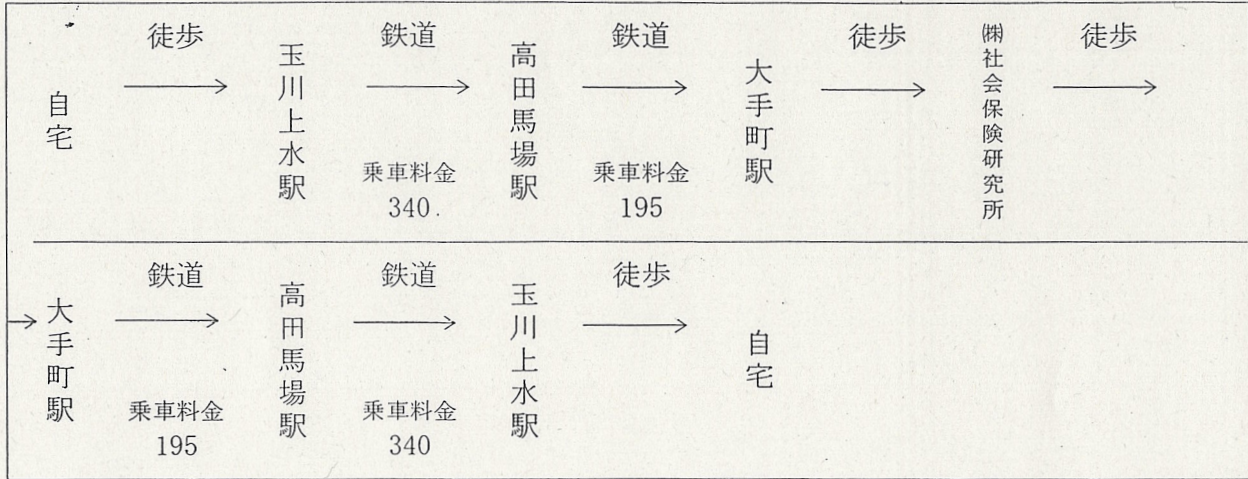 自宅
徒歩
玉川上水駅
鉄道
乗車料金
340
高田馬場駅
鉄道
乗車料金
195
大手町駅
徒歩
㈱社会保険研究所
徒歩
大手町駅
鉄道
乗車料金
195
高田馬場駅
鉄道
乗車料金
340
玉川上水駅
徒歩
自宅